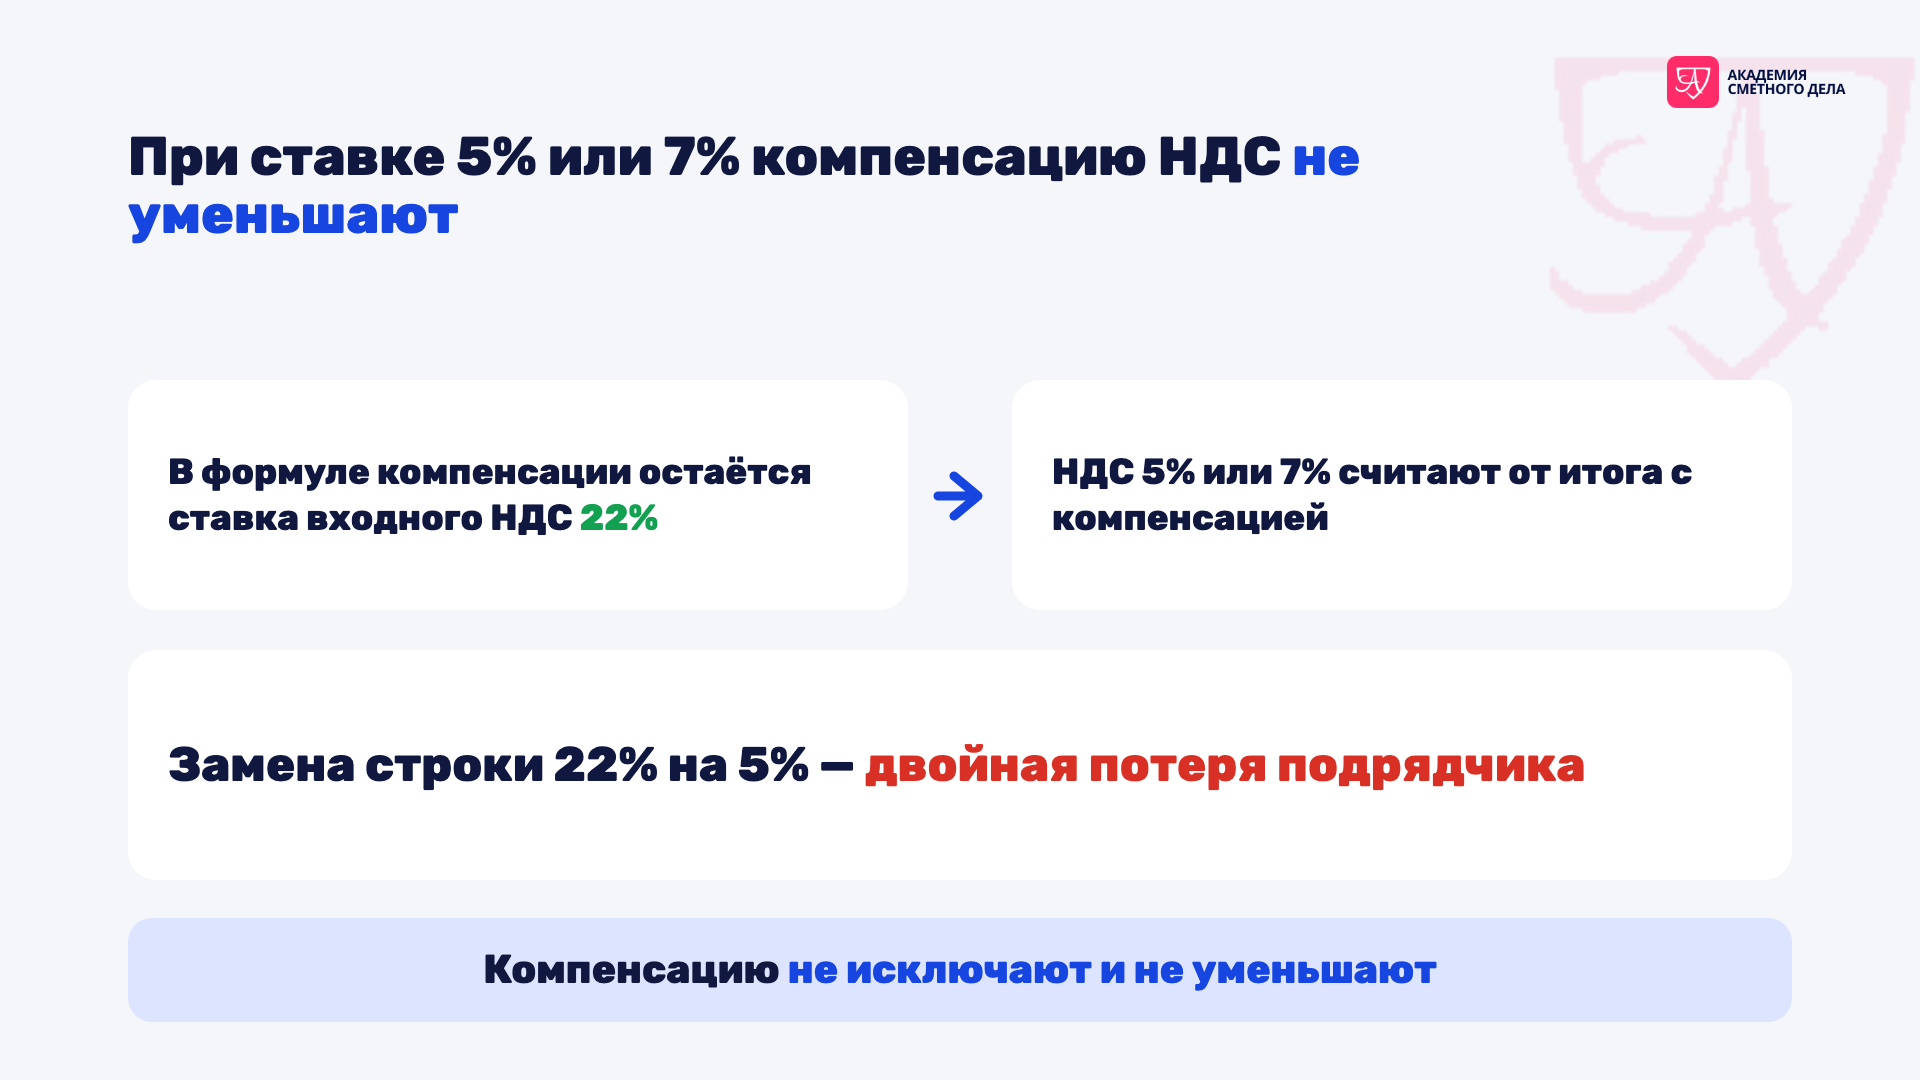 АКАДЕМИЯ
СМЕТНОГО ДЕЛА
При ставке 5% или 7% компенсацию НДС не
уменьшают
В формуле компенсации остаётся
ставка входного НДС 22%
НДС 5% или 7% считают от итога с
компенсацией
Замена строки 22% на 5% — двойная потеря подрядчика
Компенсацию не исключают и не уменьшают